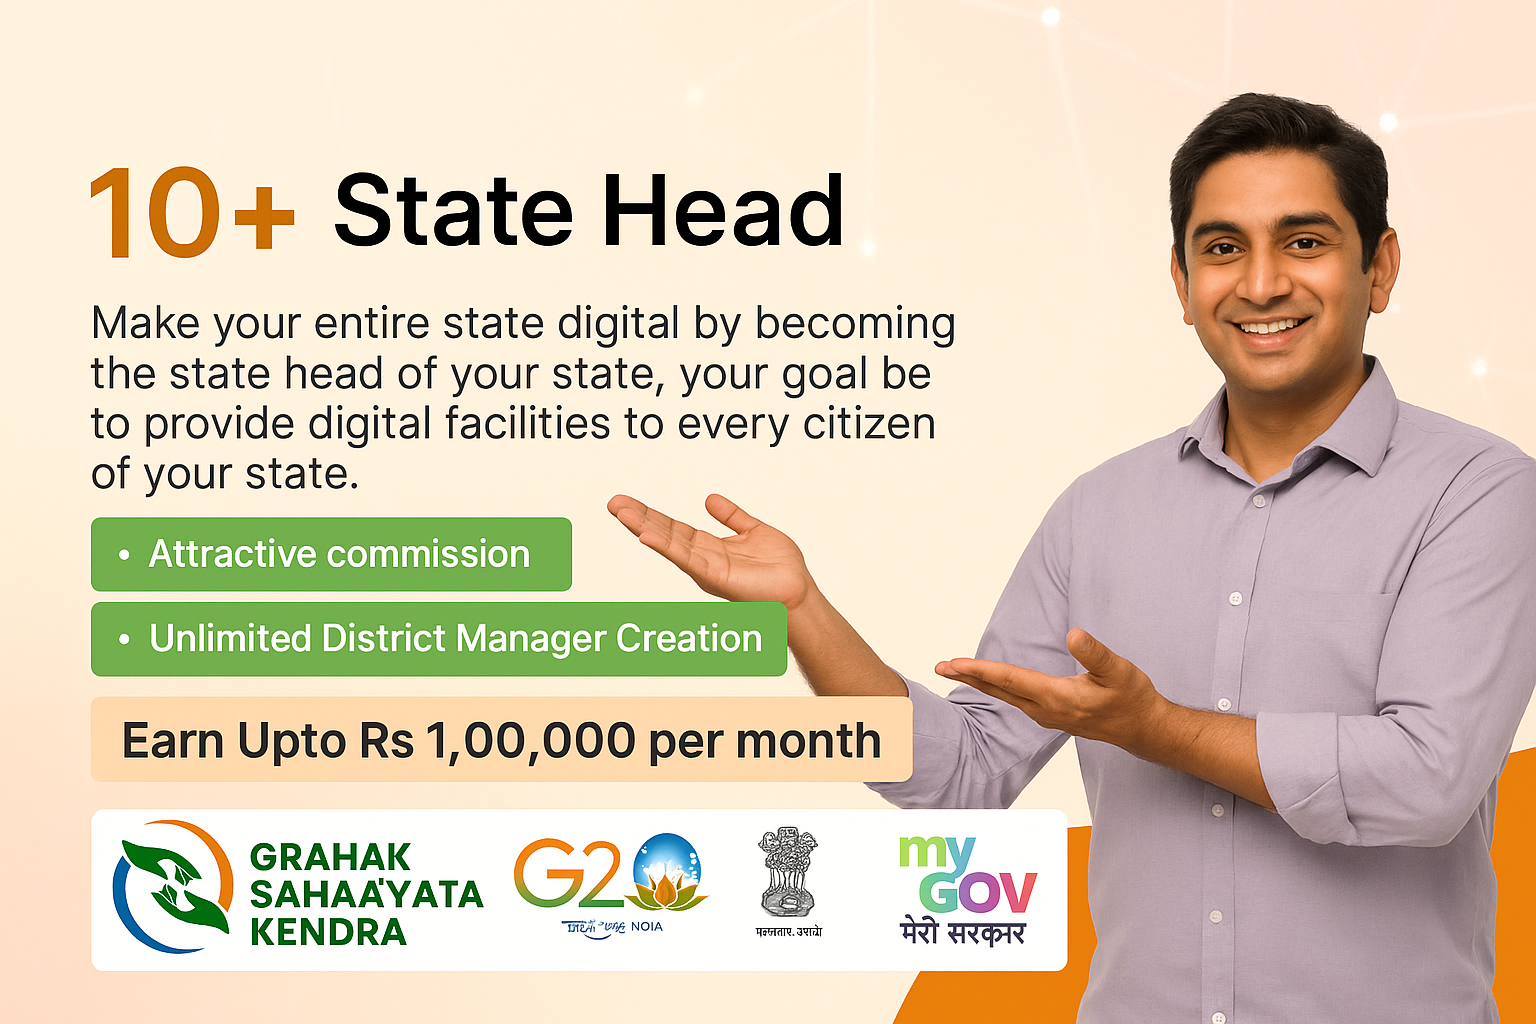 10+ State Head
Make your entire state digital by becoming
the state head of your state, your goal be
to provide digital facilities to every citizen
of your state.
• Attractive commission
• Unlimited District Manager Creation
Earn Upto Rs 1,00,000 per month
GRAHAK
SAHAA'YATA
KENDRA
G20
NOIA
my
GOV
मेरी